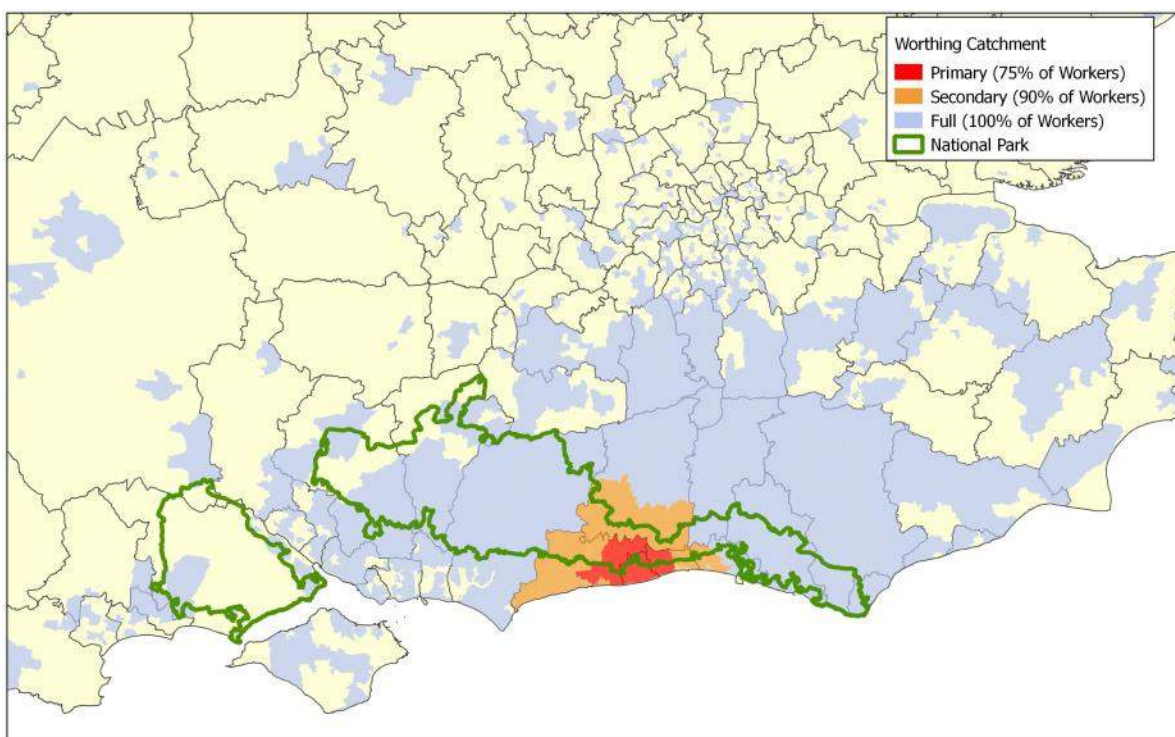 Worthing Catchment
Primary (75% of Workers)
Secondary (90% of Workers)
Full (100% of Workers)
National Park